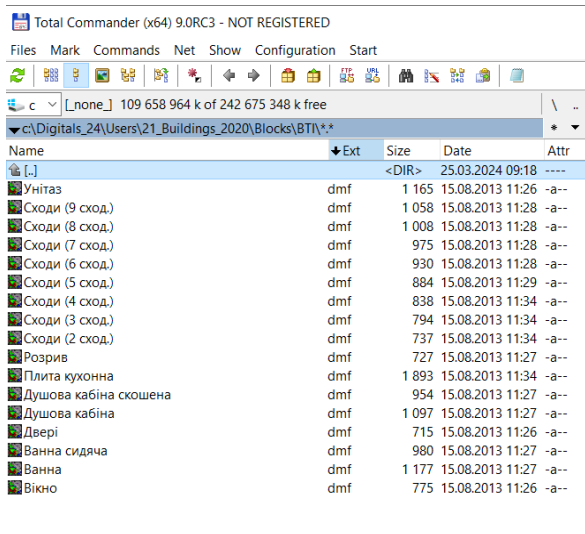 Total Commander (x64) 9.0RC3 - NOT REGISTERED
Files Mark Commands Net Show Configuration Start
FTP URL
c [_none_] 109 658 964 k of 242 675 348 k free \ ..
c:\Digitals_24\Users\21_Buildings_2020\Blocks\BTI\*.* *
Name Ext Size Date Attr
[..] <DIR> 25.03.2024 09:18 ----
Унітаз dmf 1 165 15.08.2013 11:26 -a--
Сходи (9 сход.) dmf 1 058 15.08.2013 11:28 -a--
Сходи (8 сход.) dmf 1 008 15.08.2013 11:28 -a--
Сходи (7 сход.) dmf 975 15.08.2013 11:28 -a--
Сходи (6 сход.) dmf 930 15.08.2013 11:28 -a--
Сходи (5 сход.) dmf 884 15.08.2013 11:29 -a--
Сходи (4 сход.) dmf 838 15.08.2013 11:34 -a--
Сходи (3 сход.) dmf 794 15.08.2013 11:34 -a--
Сходи (2 сход.) dmf 737 15.08.2013 11:34 -a--
Розрив dmf 727 15.08.2013 11:27 -a--
Плита кухонна dmf 1 893 15.08.2013 11:34 -a--
Душова кабіна скошена dmf 954 15.08.2013 11:27 -a--
Душова кабіна dmf 1 097 15.08.2013 11:27 -a--
Двері dmf 715 15.08.2013 11:26 -a--
Ванна сидяча dmf 980 15.08.2013 11:27 -a--
Ванна dmf 1 177 15.08.2013 11:27 -a--
Вікно dmf 775 15.08.2013 11:26 -a--